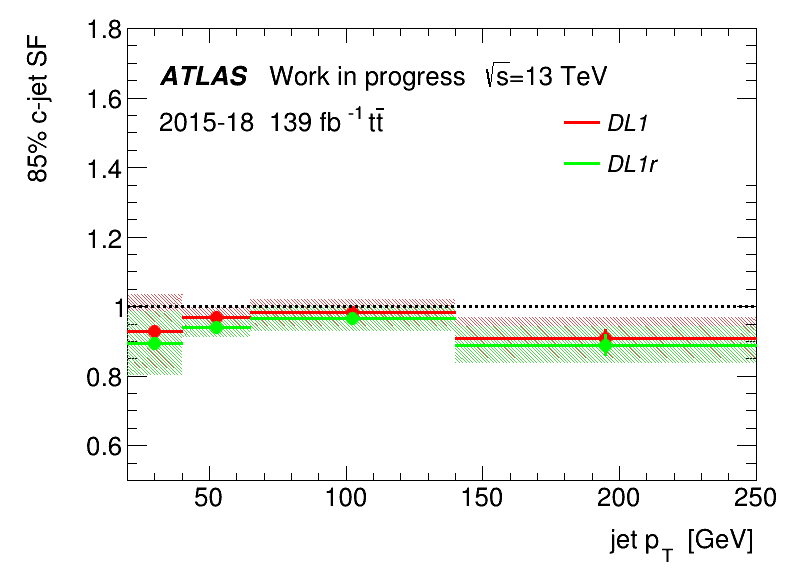 85% c-jet SF
1.8
1.6
1.4
1.2
1
0.8
0.6
ATLAS Work in progress √s=13 TeV
2015-18 139 fb⁻¹ tt̄
DL1
DL1r
50 100 150 200 250
jet p_T [GeV]